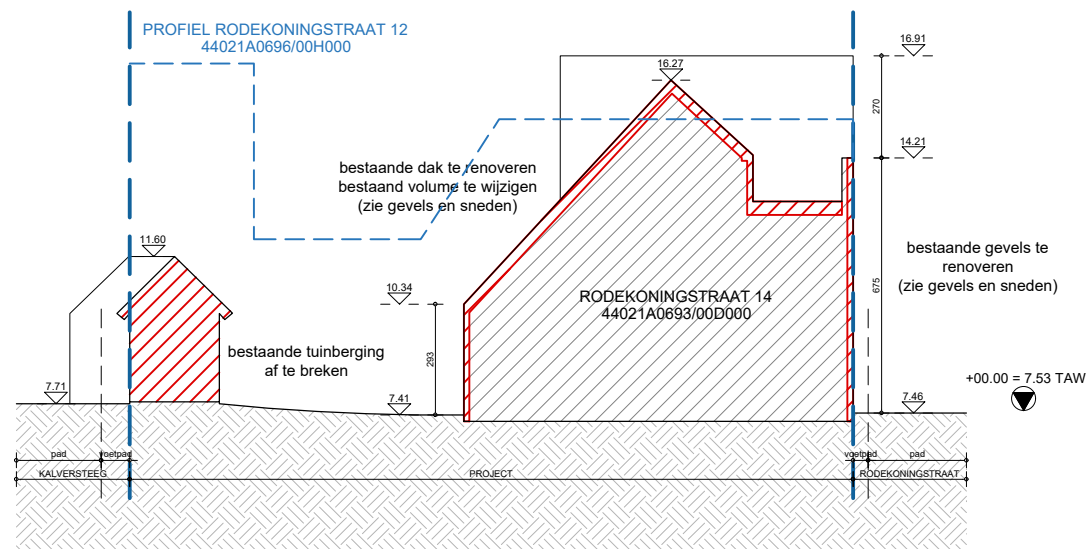 PROFIEL RODEKONINGSTRAAT 12
44021A0696/00H000
16.91
16.27
270
14.21
bestaande dak te renoveren
bestaand volume te wijzigen
(zie gevels en sneden)
11.60
bestaande gevels te
renoveren
(zie gevels en sneden)
675
10.34
RODEKONINGSTRAAT 14
44021A0693/00D000
293
bestaande tuinberging
af te breken
+00.00 = 7.53 TAW
7.71
7.41
7.46
pad
voetpad
voetpad
pad
KALVERSTEEG
PROJECT
RODEKONINGSTRAAT